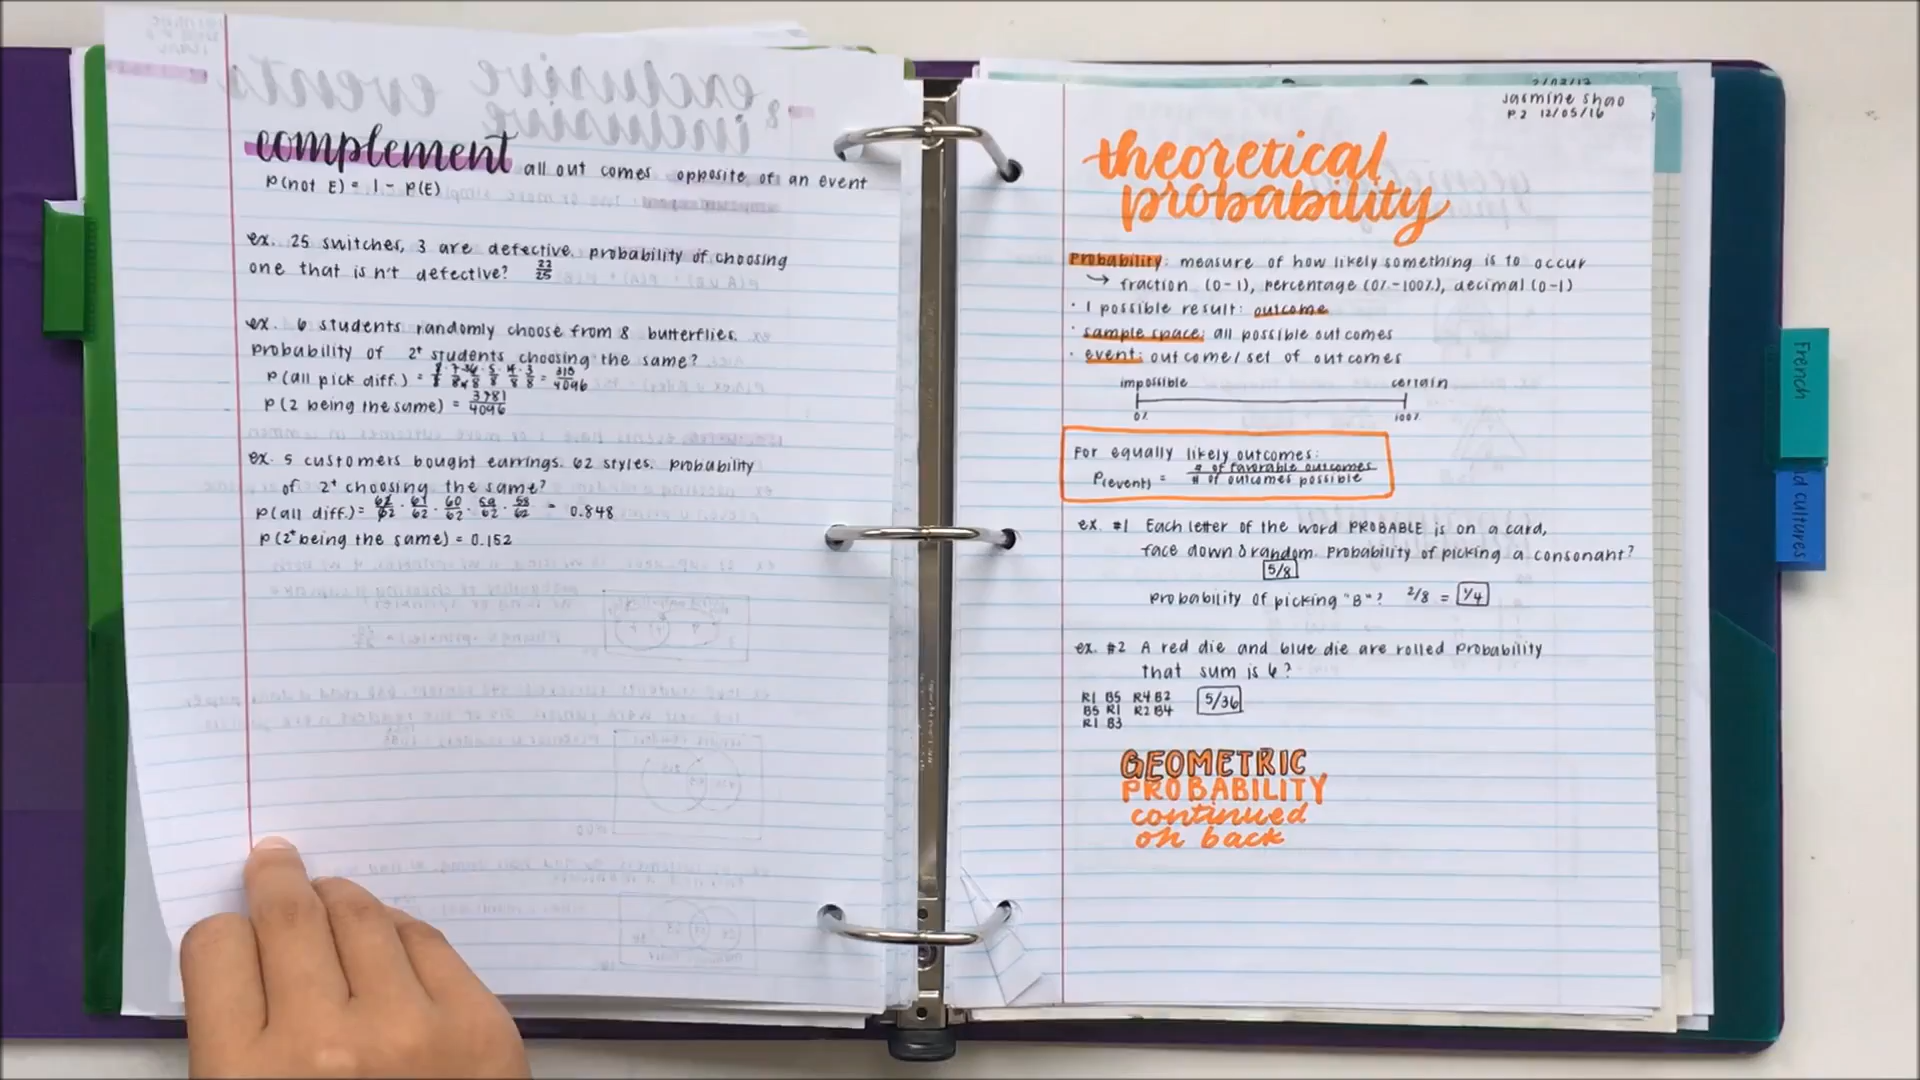 complement all out comes opposite of an event
P(not E) = 1 - P(E)
ex. 25 switches, 3 are defective. probability of choosing
one that isn't defective? 22/25
ex. 6 students randomly choose from 8 butterflies.
probability of 2+ students choosing the same?
P(all pick diff.) =
P(2 being the same) = 3781/4096
ex. 5 customers bought earrings. 62 styles. probability
of 2+ choosing the same?
P(all diff.) = 62/62 · 61/62 · 60/62 · 59/62 · 58/62 = 0.848
P(2+ being the same) = 0.152
Jasmine Shao
P.2 12/05/16
theoretical
probability
Probability: measure of how likely something is to occur
↳ fraction (0-1), percentage (0%-100%), decimal (0-1)
· 1 possible result: outcome
· sample space: all possible outcomes
· event: outcome/set of outcomes
impossible certain
0% 100%
For equally likely outcomes:
P(events) = # of favorable outcomes / # of outcomes possible
ex. #1 Each letter of the word PROBABLE is on a card,
face down & random. Probability of picking a consonant?
5/8
probability of picking "B"? 2/8 = 1/4
ex. #2 A red die and blue die are rolled probability
that sum is 6?
R1 B5 R4 B2 5/36
B5 R1 R2 B4
R1 B3
GEOMETRIC
PROBABILITY
continued
on back
French
d cultures